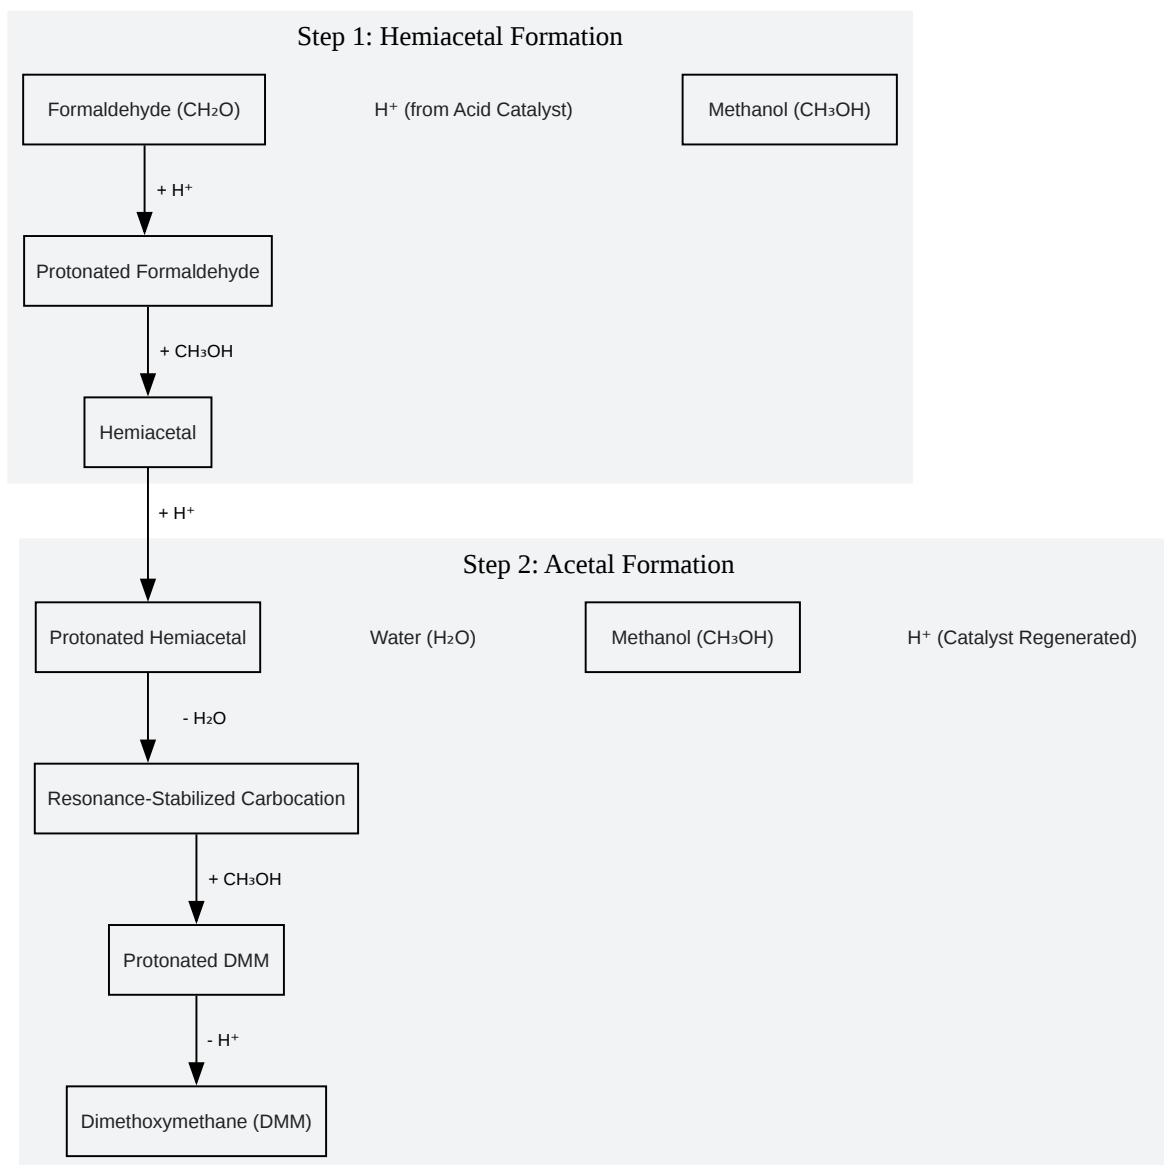 Step 1: Hemiacetal Formation
Formaldehyde (CH₂O)
H⁺ (from Acid Catalyst)
Methanol (CH₃OH)
+ H⁺
Protonated Formaldehyde
+ CH₃OH
Hemiacetal
+ H⁺
Step 2: Acetal Formation
Protonated Hemiacetal
Water (H₂O)
Methanol (CH₃OH)
H⁺ (Catalyst Regenerated)
- H₂O
Resonance-Stabilized Carbocation
+ CH₃OH
Protonated DMM
- H⁺
Dimethoxymethane (DMM)